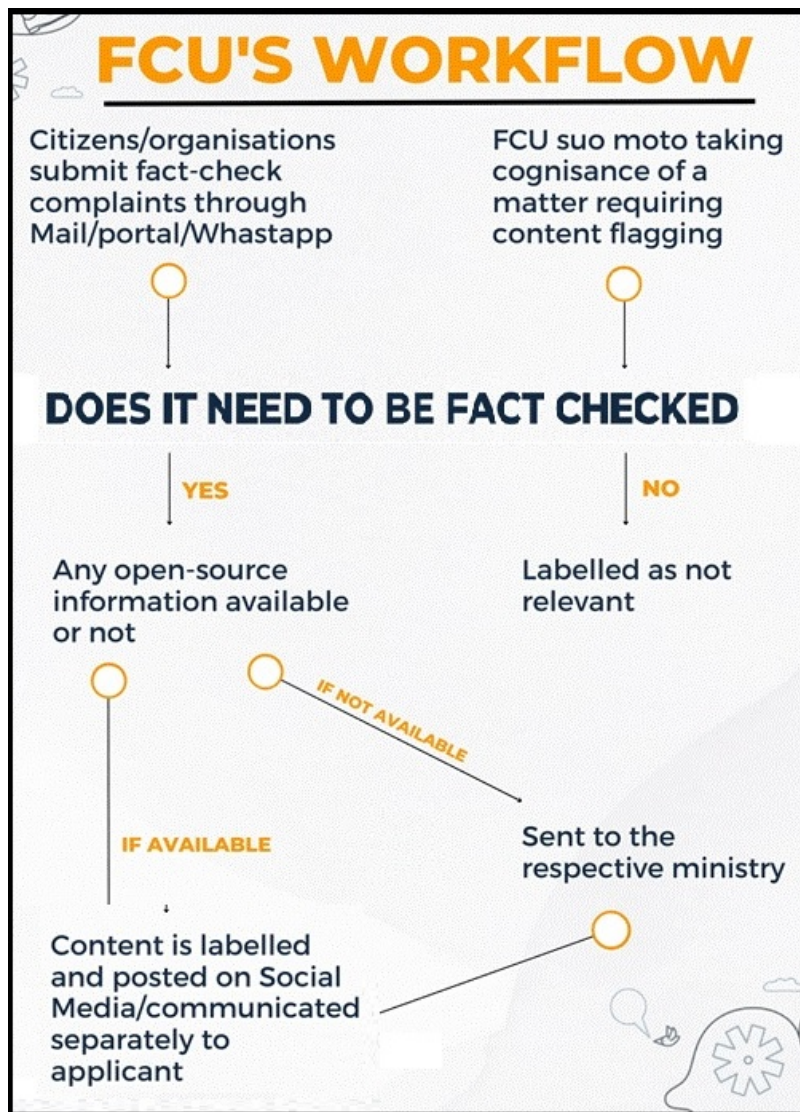 FCU'S WORKFLOW
Citizens/organisations
submit fact-check
complaints through
Mail/portal/Whastapp
FCU suo moto taking
cognisance of a
matter requiring
content flagging
DOES IT NEED TO BE FACT CHECKED
YES
NO
Any open-source
information available
or not
Labelled as not
relevant
IF NOT AVAILABLE
IF AVAILABLE
Sent to the
respective ministry
Content is labelled
and posted on Social
Media/communicated
separately to
applicant